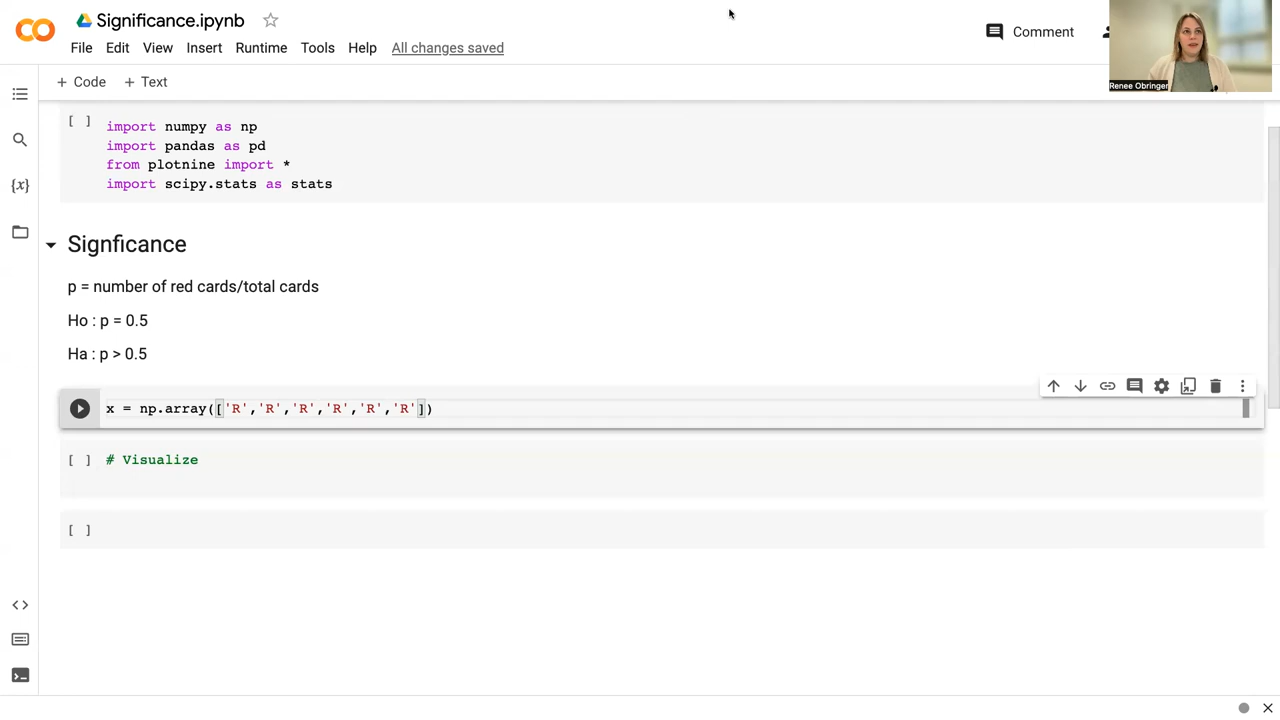 Significance.ipynb
File Edit View Insert Runtime Tools Help All changes saved
Comment
Renee Obringer
+ Code + Text
[ ] import numpy as np
import pandas as pd
from plotnine import *
import scipy.stats as stats
Signficance
p = number of red cards/total cards
Ho : p = 0.5
Ha : p > 0.5
x = np.array(['R','R','R','R','R','R'])
[ ] # Visualize
[ ]